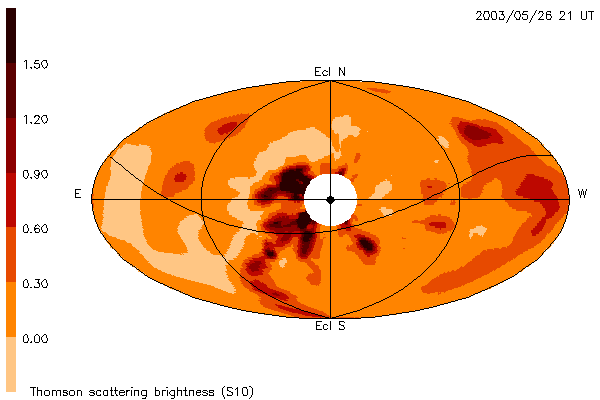 2003/05/26 21 UT
Ecl N
1.50
1.20
0.90
E
W
0.60
0.30
Ecl S
0.00
Thomson scattering brightness (S10)